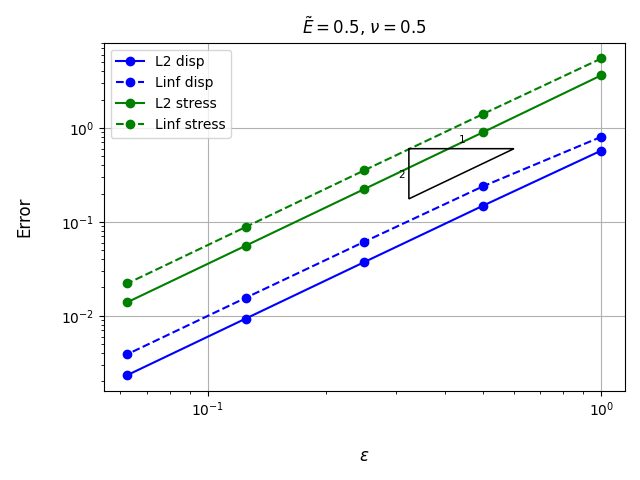 Ẽ = 0.5, ν = 0.5
L2 disp
Linf disp
L2 stress
Linf stress
10⁰
10⁻¹
10⁻²
Error
1
2
10⁻¹
10⁰
ε